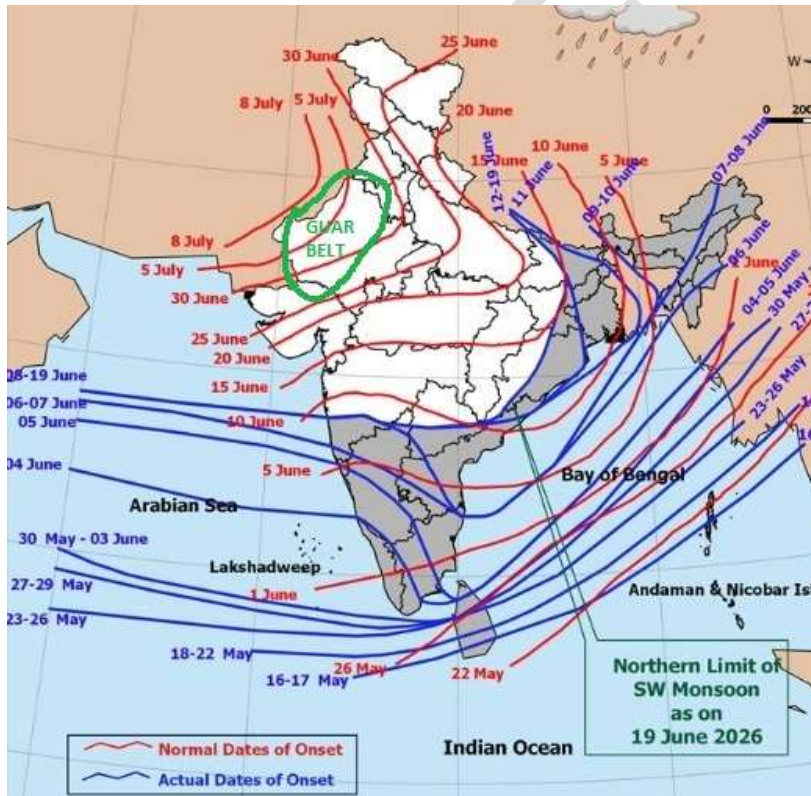 25 June
30 June
W
5 July
8 July
20 June
0 200
10 June
12-19 June
15 June
11 June
5 June
07-08 June
09-10 June
GUAR
BELT
8 July
5 July
06 June
1 June
30 June
04-05 June
30 May
25 June
20 June
27-
08-19 June
15 June
23-26 May
06-07 June
10 June
05 June
5 June
04 June
Bay of Bengal
16
Arabian Sea
30 May - 03 June
Lakshadweep
27-29 May
1 June
Andaman & Nicobar Isl
23-26 May
18-22 May
26 May
22 May
16-17 May
Northern Limit of
SW Monsoon
as on
19 June 2026
Indian Ocean
Normal Dates of Onset
Actual Dates of Onset